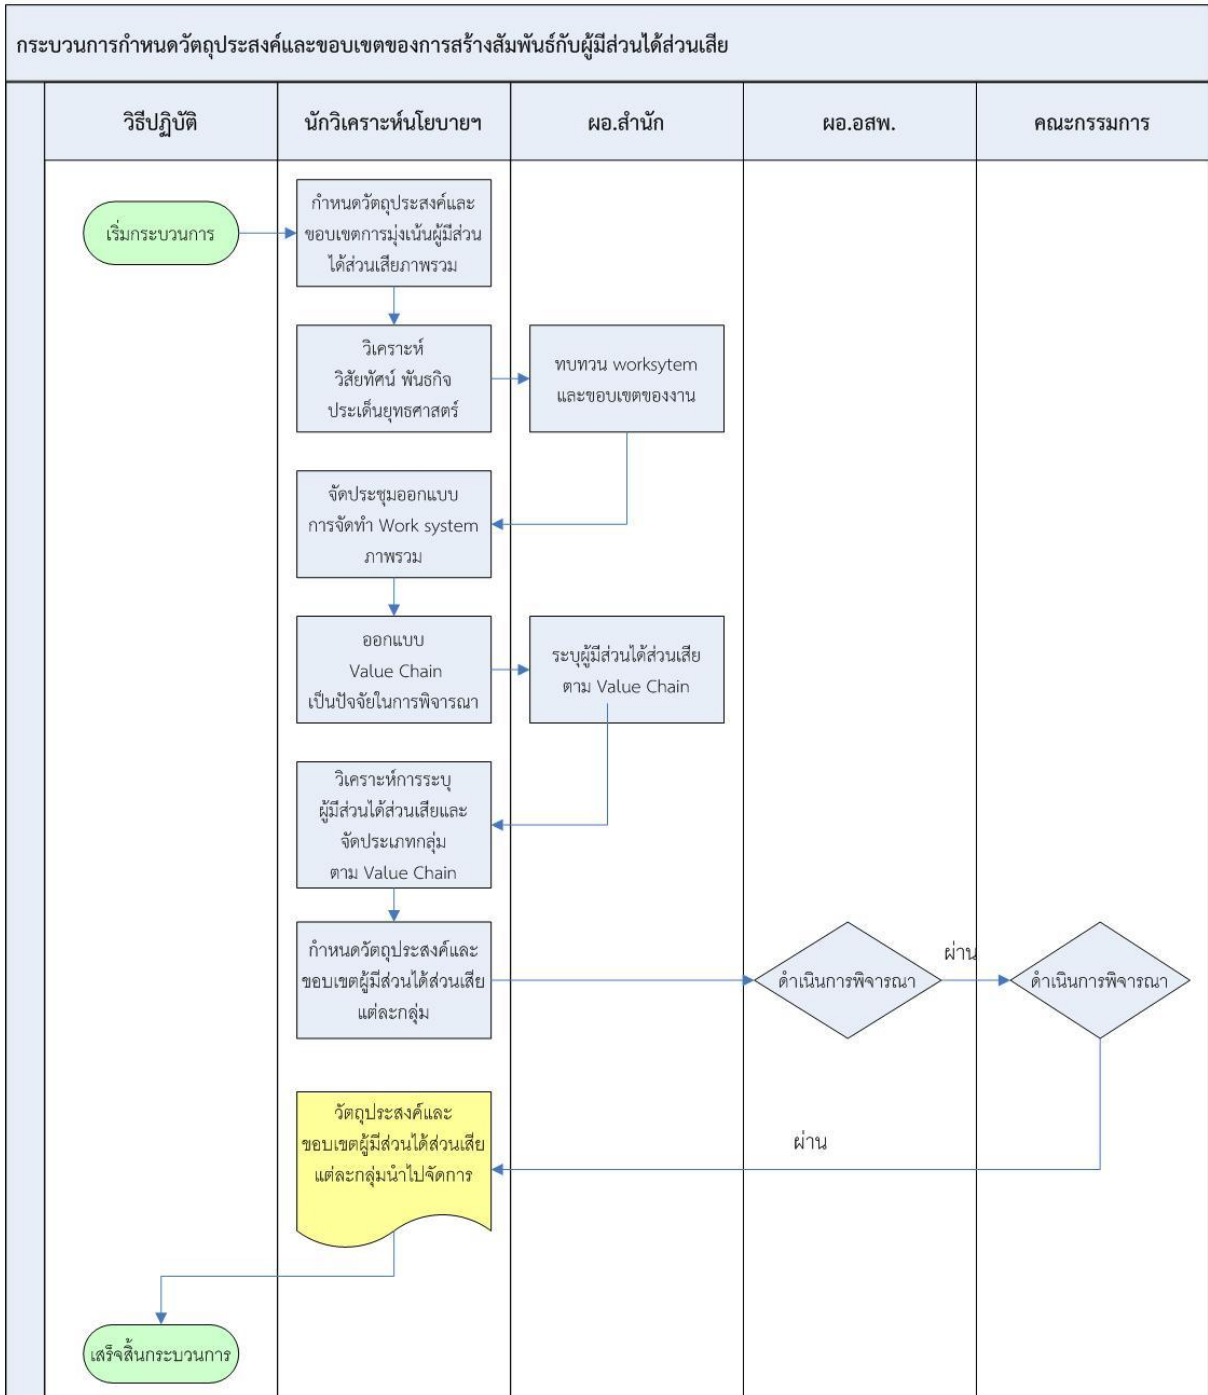 กระบวนการกำหนดวัตถุประสงค์และขอบเขตของการสร้างสัมพันธ์กับผู้มีส่วนได้ส่วนเสีย
วิธีปฏิบัติ
นักวิเคราะห์นโยบายฯ
ผอ.สำนัก
ผอ.อสพ.
คณะกรรมการ
เริ่มกระบวนการ
กำหนดวัตถุประสงค์และ
ขอบเขตการมุ่งเน้นผู้มีส่วน
ได้ส่วนเสียภาพรวม
วิเคราะห์
วิสัยทัศน์ พันธกิจ
ประเด็นยุทธศาสตร์
ทบทวน worksytem
และขอบเขตของงาน
จัดประชุมออกแบบ
การจัดทำ Work system
ภาพรวม
ออกแบบ
Value Chain
เป็นปัจจัยในการพิจารณา
ระบุผู้มีส่วนได้ส่วนเสีย
ตาม Value Chain
วิเคราะห์การระบุ
ผู้มีส่วนได้ส่วนเสียและ
จัดประเภทกลุ่ม
ตาม Value Chain
กำหนดวัตถุประสงค์และ
ขอบเขตผู้มีส่วนได้ส่วนเสีย
แต่ละกลุ่ม
ดำเนินการพิจารณา
ผ่าน
ดำเนินการพิจารณา
ผ่าน
วัตถุประสงค์และ
ขอบเขตผู้มีส่วนได้ส่วนเสีย
แต่ละกลุ่มนำไปจัดการ
เสร็จสิ้นกระบวนการ